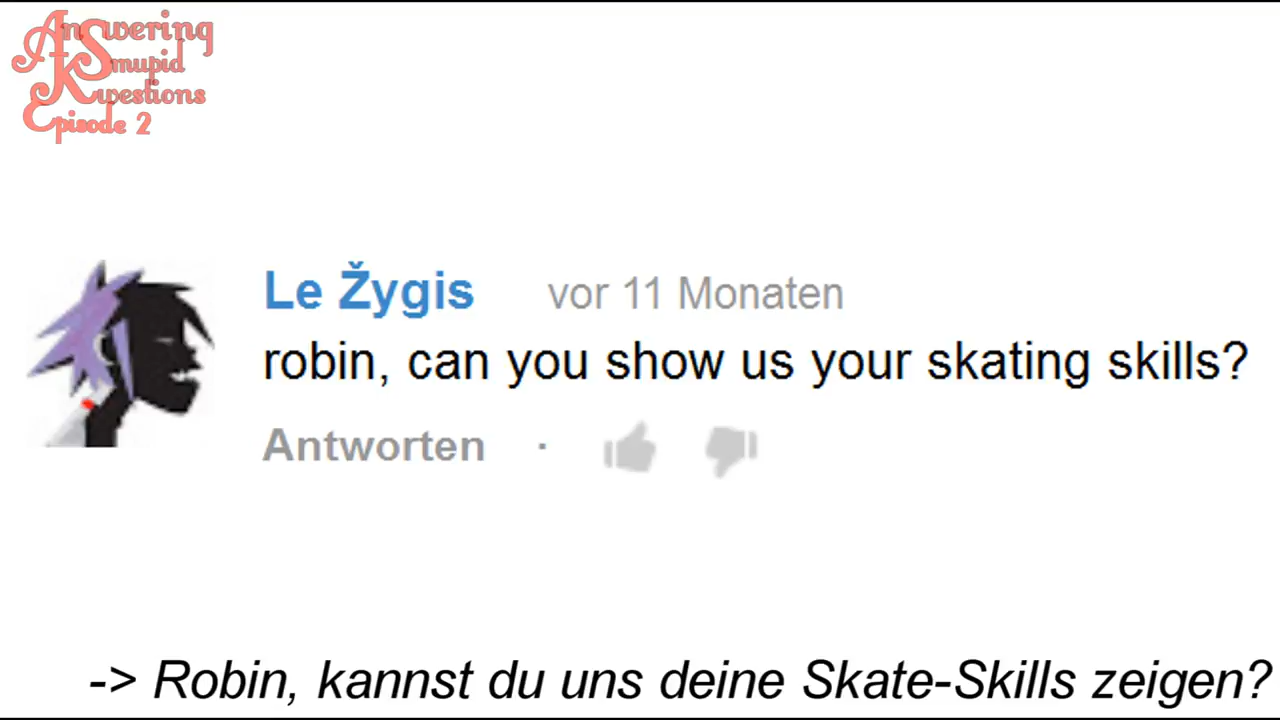 Answering
Smupid
Kwestions
Episode 2
Le Žygis vor 11 Monaten
robin, can you show us your skating skills?
Antworten ·
-> Robin, kannst du uns deine Skate-Skills zeigen?